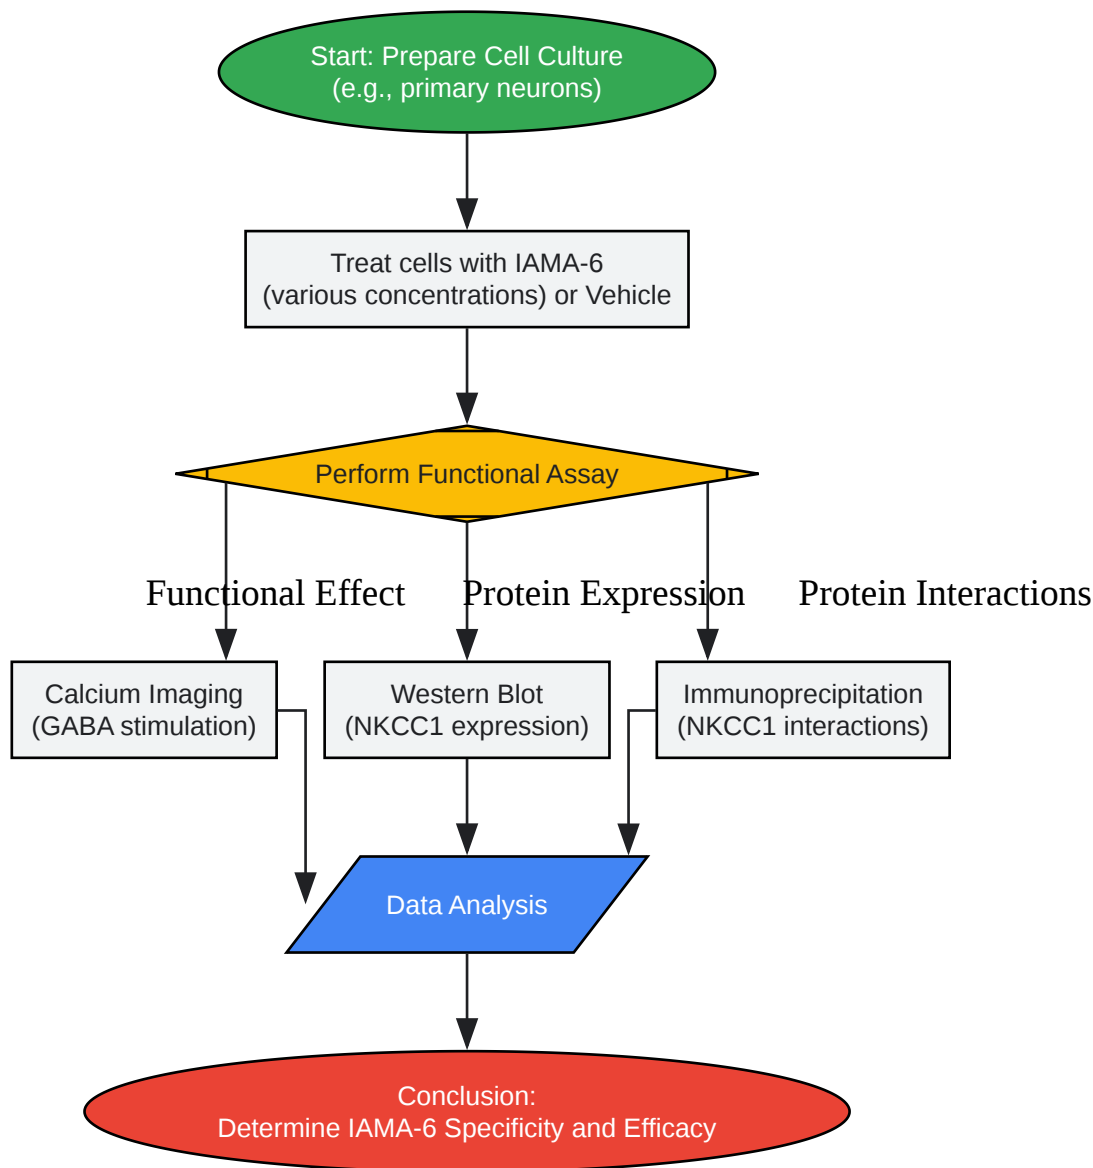 Start: Prepare Cell Culture
(e.g., primary neurons)
Treat cells with IAMA-6
(various concentrations) or Vehicle
Perform Functional Assay
Functional Effect
Protein Expression
Protein Interactions
Calcium Imaging
(GABA stimulation)
Western Blot
(NKCC1 expression)
Immunoprecipitation
(NKCC1 interactions)
Data Analysis
Conclusion:
Determine IAMA-6 Specificity and Efficacy